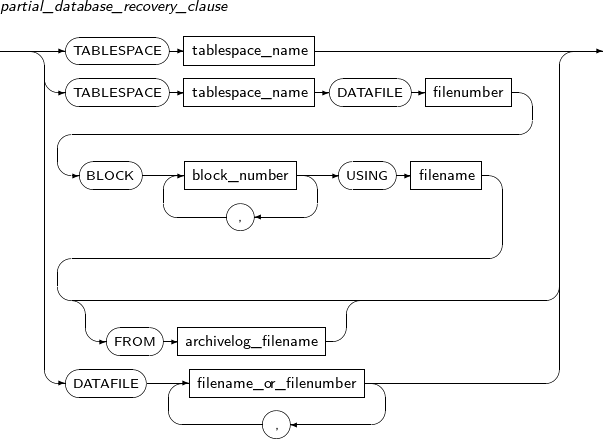 partial_database_recovery_clause
TABLESPACE tablespace_name
TABLESPACE tablespace_name DATAFILE filenumber
BLOCK block_number USING filename
,
FROM archivelog_filename
DATAFILE filename_or_filenumber
,